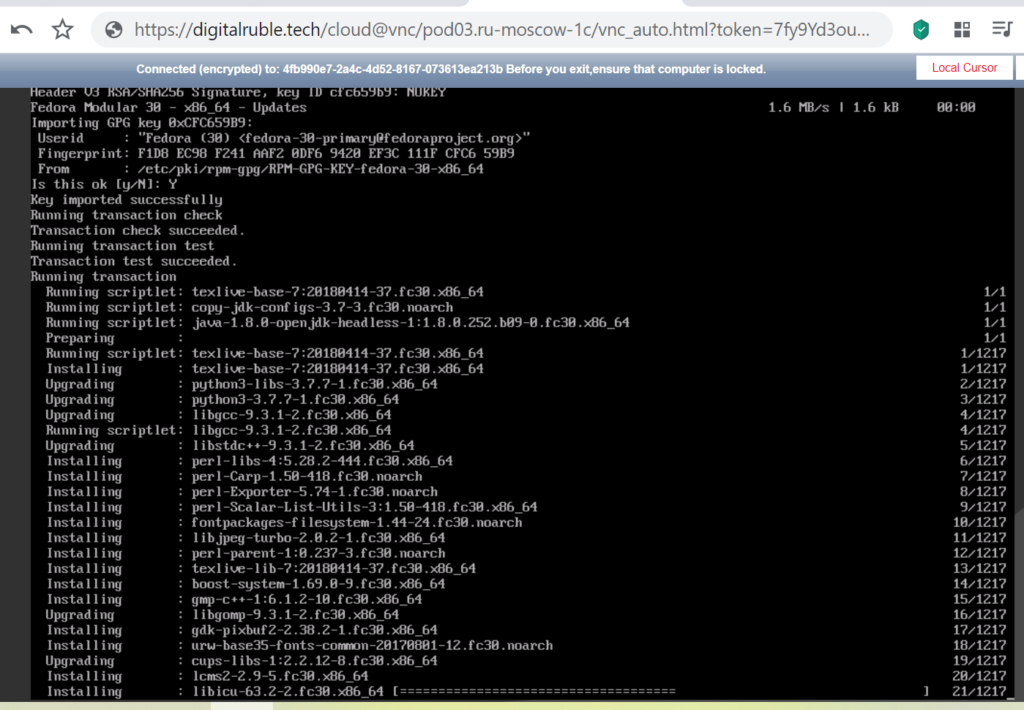 https://digitalruble.tech/cloud@vnc/pod03.ru-moscow-1c/vnc_auto.html?token=7fy9Yd3ou...
Connected (encrypted) to: 4fb990e7-2a4c-4d52-8167-073613ea213b Before you exit,ensure that computer is locked.
Local Cursor
Header V3 RSA/SHA256 Signature, key ID cfc659b9: NOKEY
Fedora Modular 30 - x86_64 - Updates 1.6 MB/s | 1.6 kB 00:00
Importing GPG key 0xCFC659B9:
Userid : "Fedora (30) <fedora-30-primary@fedoraproject.org>"
Fingerprint: F1D8 EC98 F241 AAF2 0DF6 9420 EF3C 111F CFC6 59B9
From : /etc/pki/rpm-gpg/RPM-GPG-KEY-fedora-30-x86_64
Is this ok [y/N]: Y
Key imported successfully
Running transaction check
Transaction check succeeded.
Running transaction test
Transaction test succeeded.
Running transaction
Running scriptlet: texlive-base-7:20180414-37.fc30.x86_64 1/1
Running scriptlet: copy-jdk-configs-3.7-3.fc30.noarch 1/1
Running scriptlet: java-1.8.0-openjdk-headless-1:1.8.0.252.b09-0.fc30.x86_64 1/1
Preparing : 1/1
Running scriptlet: texlive-base-7:20180414-37.fc30.x86_64 1/1217
Installing : texlive-base-7:20180414-37.fc30.x86_64 1/1217
Upgrading : python3-libs-3.7.7-1.fc30.x86_64 2/1217
Upgrading : python3-3.7.7-1.fc30.x86_64 3/1217
Upgrading : libgcc-9.3.1-2.fc30.x86_64 4/1217
Running scriptlet: libgcc-9.3.1-2.fc30.x86_64 4/1217
Upgrading : libstdc++-9.3.1-2.fc30.x86_64 5/1217
Installing : perl-libs-4:5.28.2-444.fc30.x86_64 6/1217
Installing : perl-Carp-1.50-418.fc30.noarch 7/1217
Installing : perl-Exporter-5.74-1.fc30.noarch 8/1217
Installing : perl-Scalar-List-Utils-3:1.50-418.fc30.x86_64 9/1217
Installing : fontpackages-filesystem-1.44-24.fc30.noarch 10/1217
Installing : libjpeg-turbo-2.0.2-1.fc30.x86_64 11/1217
Installing : perl-parent-1:0.237-3.fc30.noarch 12/1217
Installing : texlive-lib-7:20180414-37.fc30.x86_64 13/1217
Installing : boost-system-1.69.0-9.fc30.x86_64 14/1217
Installing : gmp-c++-1:6.1.2-10.fc30.x86_64 15/1217
Upgrading : libgomp-9.3.1-2.fc30.x86_64 16/1217
Installing : gdk-pixbuf2-2.38.2-1.fc30.x86_64 17/1217
Installing : urw-base35-fonts-common-20170801-12.fc30.noarch 18/1217
Upgrading : cups-libs-1:2.2.12-8.fc30.x86_64 19/1217
Installing : lcms2-2.9-5.fc30.x86_64 20/1217
Installing : libicu-63.2-2.fc30.x86_64 [==================================== ] 21/1217_